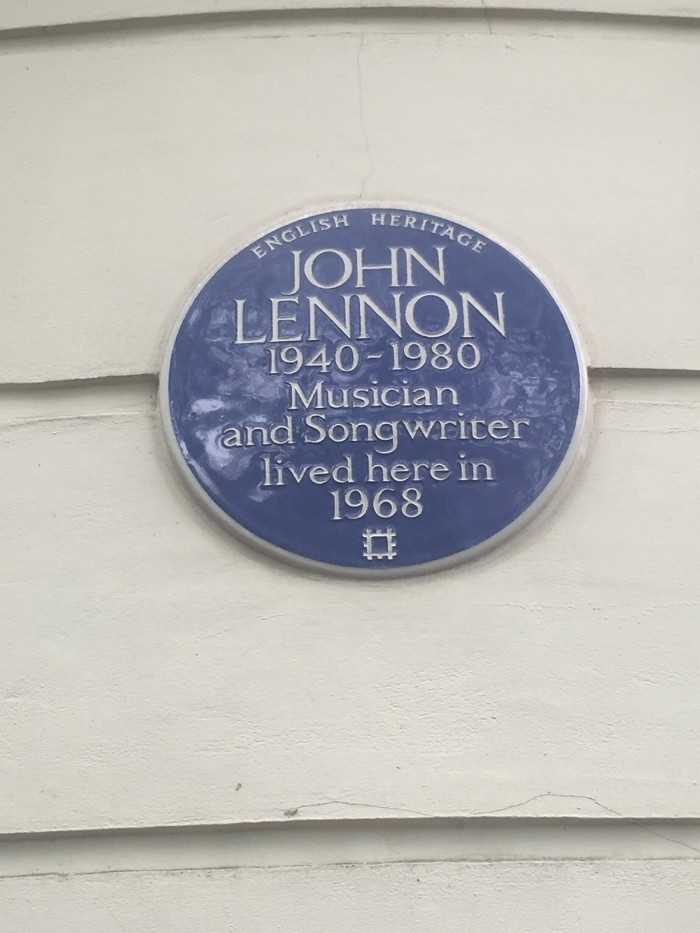 ENGLISH HERITAGE
JOHN
LENNON
1940-1980
Musician
and Songwriter
lived here in
1968